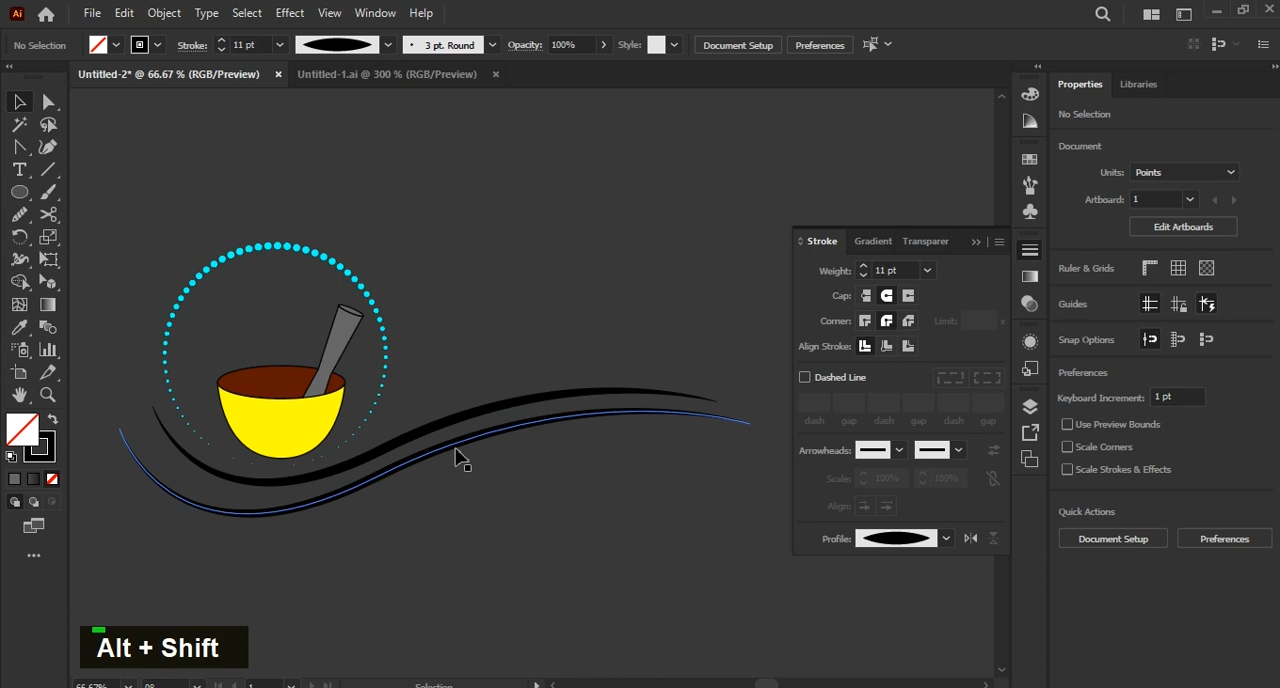 Ai File Edit Object Type Select Effect View Window Help
No Selection Stroke: 11 pt 3 pt. Round Opacity: 100% Style: Document Setup Preferences
Untitled-2* @ 66.67 % (RGB/Preview) × Untitled-1.ai @ 300 % (RGB/Preview) ×
Properties Libraries
No Selection
Document
Units: Points
Artboard: 1
Edit Artboards
Ruler & Grids
Guides
Snap Options
Preferences
Keyboard Increment: 1 pt
Use Preview Bounds
Scale Corners
Scale Strokes & Effects
Quick Actions
Document Setup Preferences
Stroke Gradient Transparer
Weight: 11 pt
Cap:
Corner: Limit: x
Align Stroke:
Dashed Line
dash gap dash gap dash gap
Arrowheads:
Scale: 100% 100%
Align:
Profile:
Alt + Shift
66.67% 1 Selection